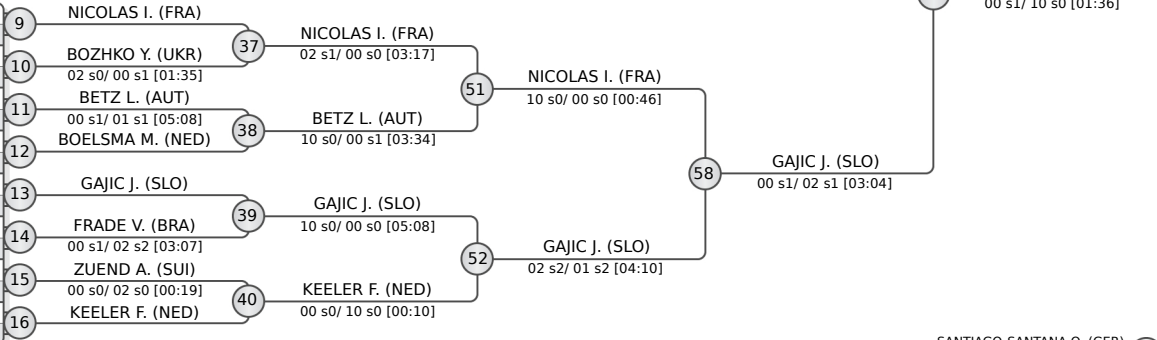 9
NICOLAS I. (FRA)
10
BOZHKO Y. (UKR)
02 s0/ 00 s1 [01:35]
37
NICOLAS I. (FRA)
02 s1/ 00 s0 [03:17]
11
BETZ L. (AUT)
00 s1/ 01 s1 [05:08]
12
BOELSMA M. (NED)
38
BETZ L. (AUT)
10 s0/ 00 s1 [03:34]
51
NICOLAS I. (FRA)
10 s0/ 00 s0 [00:46]
13
GAJIC J. (SLO)
14
FRADE V. (BRA)
00 s1/ 02 s2 [03:07]
39
GAJIC J. (SLO)
10 s0/ 00 s0 [05:08]
15
ZUEND A. (SUI)
00 s0/ 02 s0 [00:19]
16
KEELER F. (NED)
40
KEELER F. (NED)
00 s0/ 10 s0 [00:10]
52
GAJIC J. (SLO)
02 s2/ 01 s2 [04:10]
58
GAJIC J. (SLO)
00 s1/ 02 s1 [03:04]
00 s1/ 10 s0 [01:36]
SANTIAGO SANTANA O. (GER)